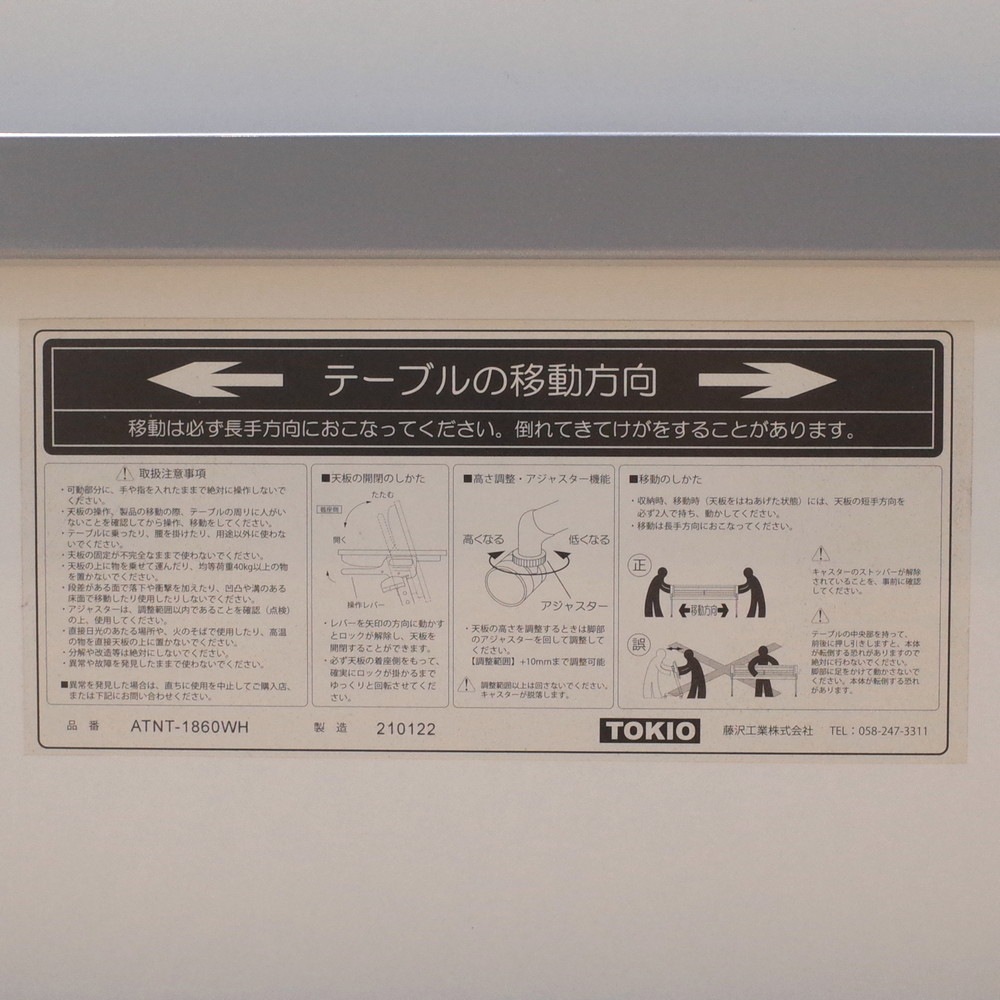 テーブルの移動方向
移動は必ず長手方向におこなってください。倒れてきてけがをすることがあります。
取扱注意事項
・可動部分に、手や指を入れたままで絶対に操作しないで
ください。
・天板の操作、製品の移動の際、テーブルの周りに人がい
ないことを確認してから操作、移動をしてください。
・テーブルに乗ったり、腰を掛けたり、用途以外に使わな
いでください。
・天板の固定が不完全なままで使わないでください。
・天板の上に物を乗せて運んだり、均等荷重40kg以上の物
を置かないでください。
・段差がある面で落下や衝撃を加えたり、凹凸や溝のある
床面で移動したり使用したりしないでください。
・アジャスターは、調整範囲以内であることを確認（点検）
の上、使用してください。
・直接日光のあたる場所や、火のそばで使用したり、高温
の物を直接天板の上に置かないでください。
・分解や改造等は絶対にしないでください。
・異常や故障を発見したままで使わないでください。
■異常を発見した場合は、直ちに使用を中止してご購入店、
または下記にお問い合わせください。
■天板の開閉のしかた
たたむ
着座側
開く
操作レバー
・レバーを矢印の方向に動かす
とロックが解除し、天板を
開閉することができます。
・必ず天板の着座側をもって、
確実にロックが掛かるまで
ゆっくりと回転させてくだ
さい。
■高さ調整・アジャスター機能
高くなる
低くなる
アジャスター
・天板の高さを調整するときは脚部
のアジャスターを回して調整して
ください。
【調整範囲】+10mmまで調整可能
調整範囲以上は回さないでください。
キャスターが脱落します。
■移動のしかた
・収納時、移動時（天板をはねあげた状態）には、天板の短手方向を
必ず2人で持ち、動かしてください。
・移動は長手方向におこなってください。
正
移動方向
キャスターのストッパーが解除
されていることを、事前に確認
してください。
誤
テーブルの中央部を持って、
前後に押し引きしますと、本体
が転倒する恐れがありますので
絶対に行わないでください。
脚部に足をかけて動かさないで
ください。本体が転倒する恐れ
があります。
品 番 ATNT-1860WH 製 造 210122 TOKIO 藤沢工業株式会社 TEL：058-247-3311